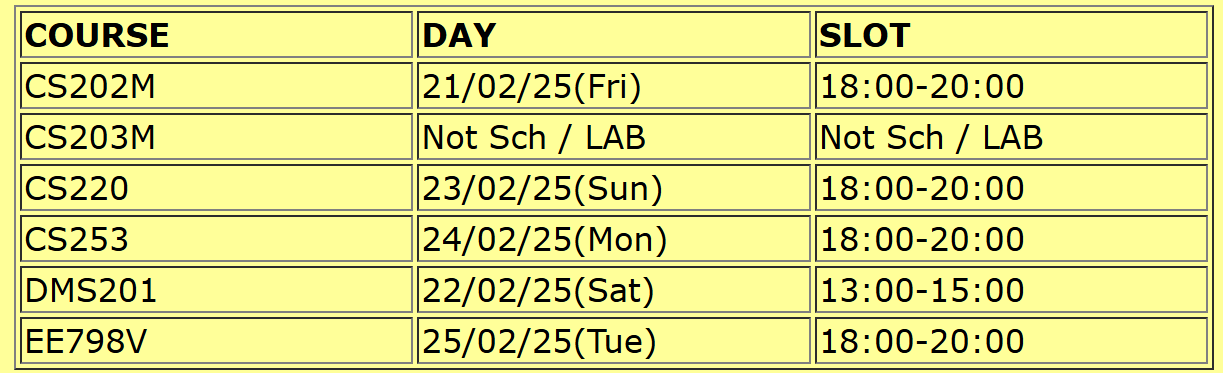 COURSE DAY SLOT
CS202M 21/02/25(Fri) 18:00-20:00
CS203M Not Sch / LAB Not Sch / LAB
CS220 23/02/25(Sun) 18:00-20:00
CS253 24/02/25(Mon) 18:00-20:00
DMS201 22/02/25(Sat) 13:00-15:00
EE798V 25/02/25(Tue) 18:00-20:00